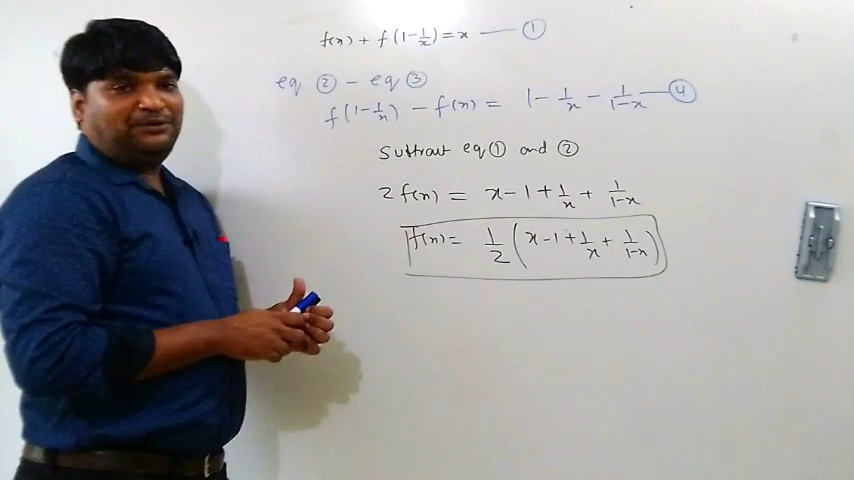 f(x) + f(1-1/x) = x — ①
eq ② - eq ③
f(1-1/x) - f(x) = 1 - 1/x - 1/(1-x) — ④
Subtract eq ① and ②
2 f(x) = x - 1 + 1/x + 1/(1-x)
f(x) = 1/2 (x - 1 + 1/x + 1/(1-x))